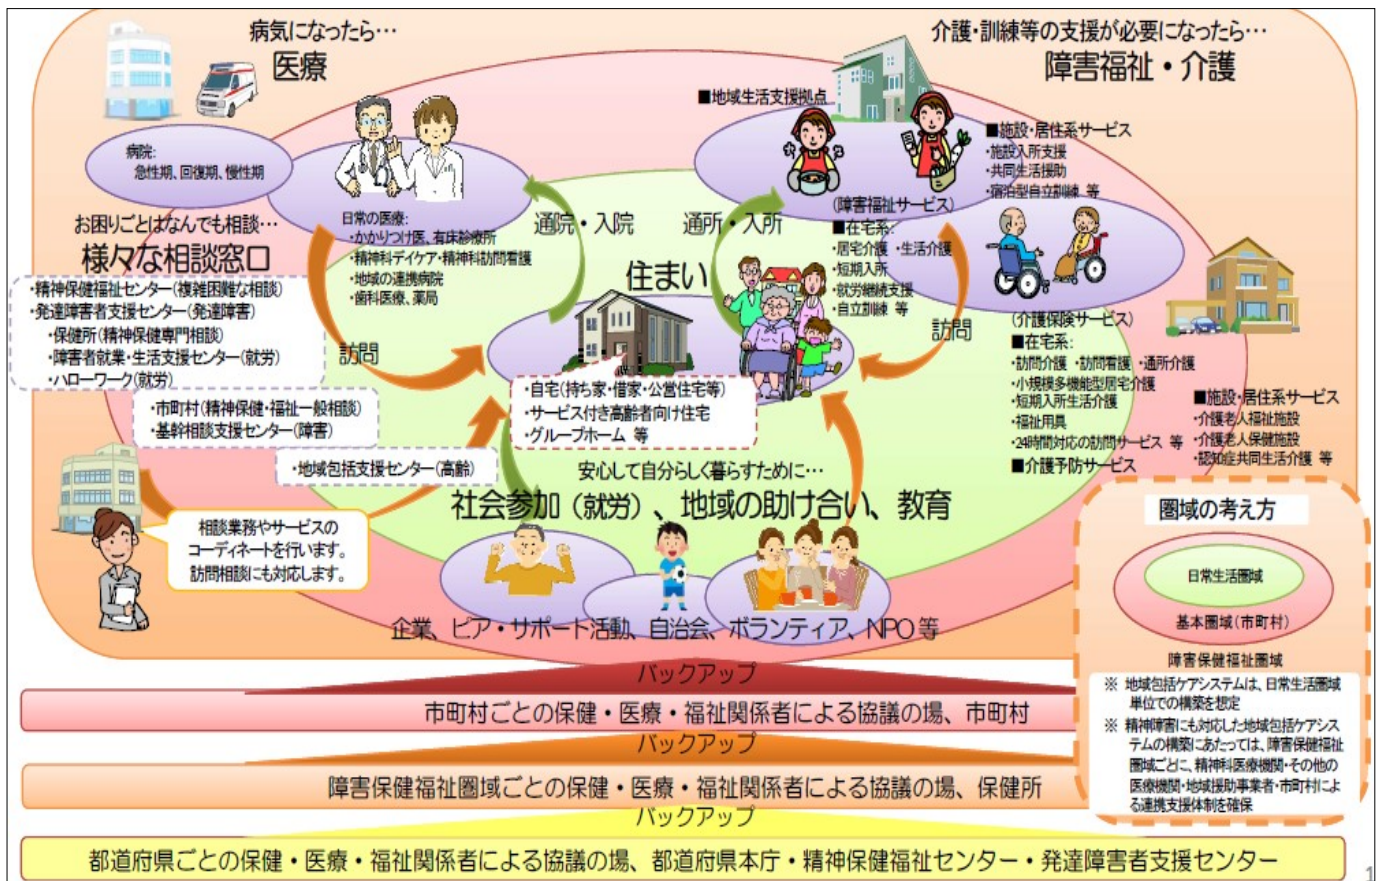 病気になったら…
医療
介護・訓練等の支援が必要になったら…
障害福祉・介護
病院:
急性期、回復期、慢性期
日常の医療:
・かかりつけ医、有床診療所
・精神科デイケア・精神科訪問看護
・地域の連携病院
・歯科医療、薬局
■地域生活支援拠点
■施設・居住系サービス
・施設入所支援
・共同生活援助
・宿泊型自立訓練 等
(障害福祉サービス)
■在宅系:
・居宅介護 ・生活介護
・短期入所
・就労継続支援
・自立訓練 等
通院・入院
通所・入所
訪問
訪問
住まい
・自宅(持ち家・借家・公営住宅等)
・サービス付き高齢者向け住宅
・グループホーム 等
お困りごとはなんでも相談…
様々な相談窓口
・精神保健福祉センター(複雑困難な相談)
・発達障害者支援センター(発達障害)
・保健所(精神保健専門相談)
・障害者就業・生活支援センター(就労)
・ハローワーク(就労)
・市町村(精神保健・福祉一般相談)
・基幹相談支援センター(障害)
・地域包括支援センター(高齢)
相談業務やサービスの
コーディネートを行います。
訪問相談にも対応します。
(介護保険サービス)
■在宅系:
・訪問介護 ・訪問看護 ・通所介護
・小規模多機能型居宅介護
・短期入所生活介護
・福祉用具
・24時間対応の訪問サービス 等
■介護予防サービス
■施設・居住系サービス
・介護老人福祉施設
・介護老人保健施設
・認知症共同生活介護 等
安心して自分らしく暮らすために…
社会参加(就労)、地域の助け合い、教育
企業、ピア・サポート活動、自治会、ボランティア、NPO 等
圏域の考え方
日常生活圏域
基本圏域(市町村)
障害保健福祉圏域
※ 地域包括ケアシステムは、日常生活圏域
単位での構築を想定
※ 精神障害にも対応した地域包括ケアシス
テムの構築にあたっては、障害保健福祉
圏域ごとに、精神科医療機関・その他の
医療機関・地域援助事業者・市町村によ
る連携支援体制を確保
バックアップ
市町村ごとの保健・医療・福祉関係者による協議の場、市町村
バックアップ
障害保健福祉圏域ごとの保健・医療・福祉関係者による協議の場、保健所
バックアップ
都道府県ごとの保健・医療・福祉関係者による協議の場、都道府県本庁・精神保健福祉センター・発達障害者支援センター
1